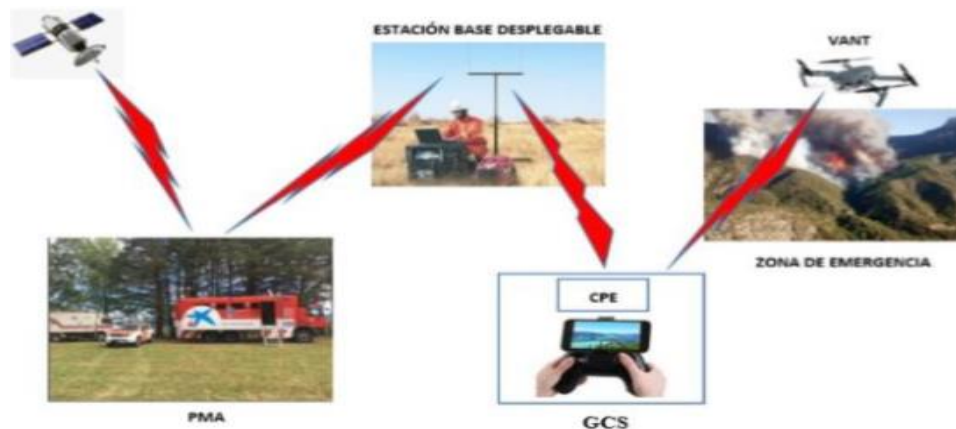 ESTACIÓN BASE DESPLEGABLE
VANT
ZONA DE EMERGENCIA
CPE
PMA
GCS